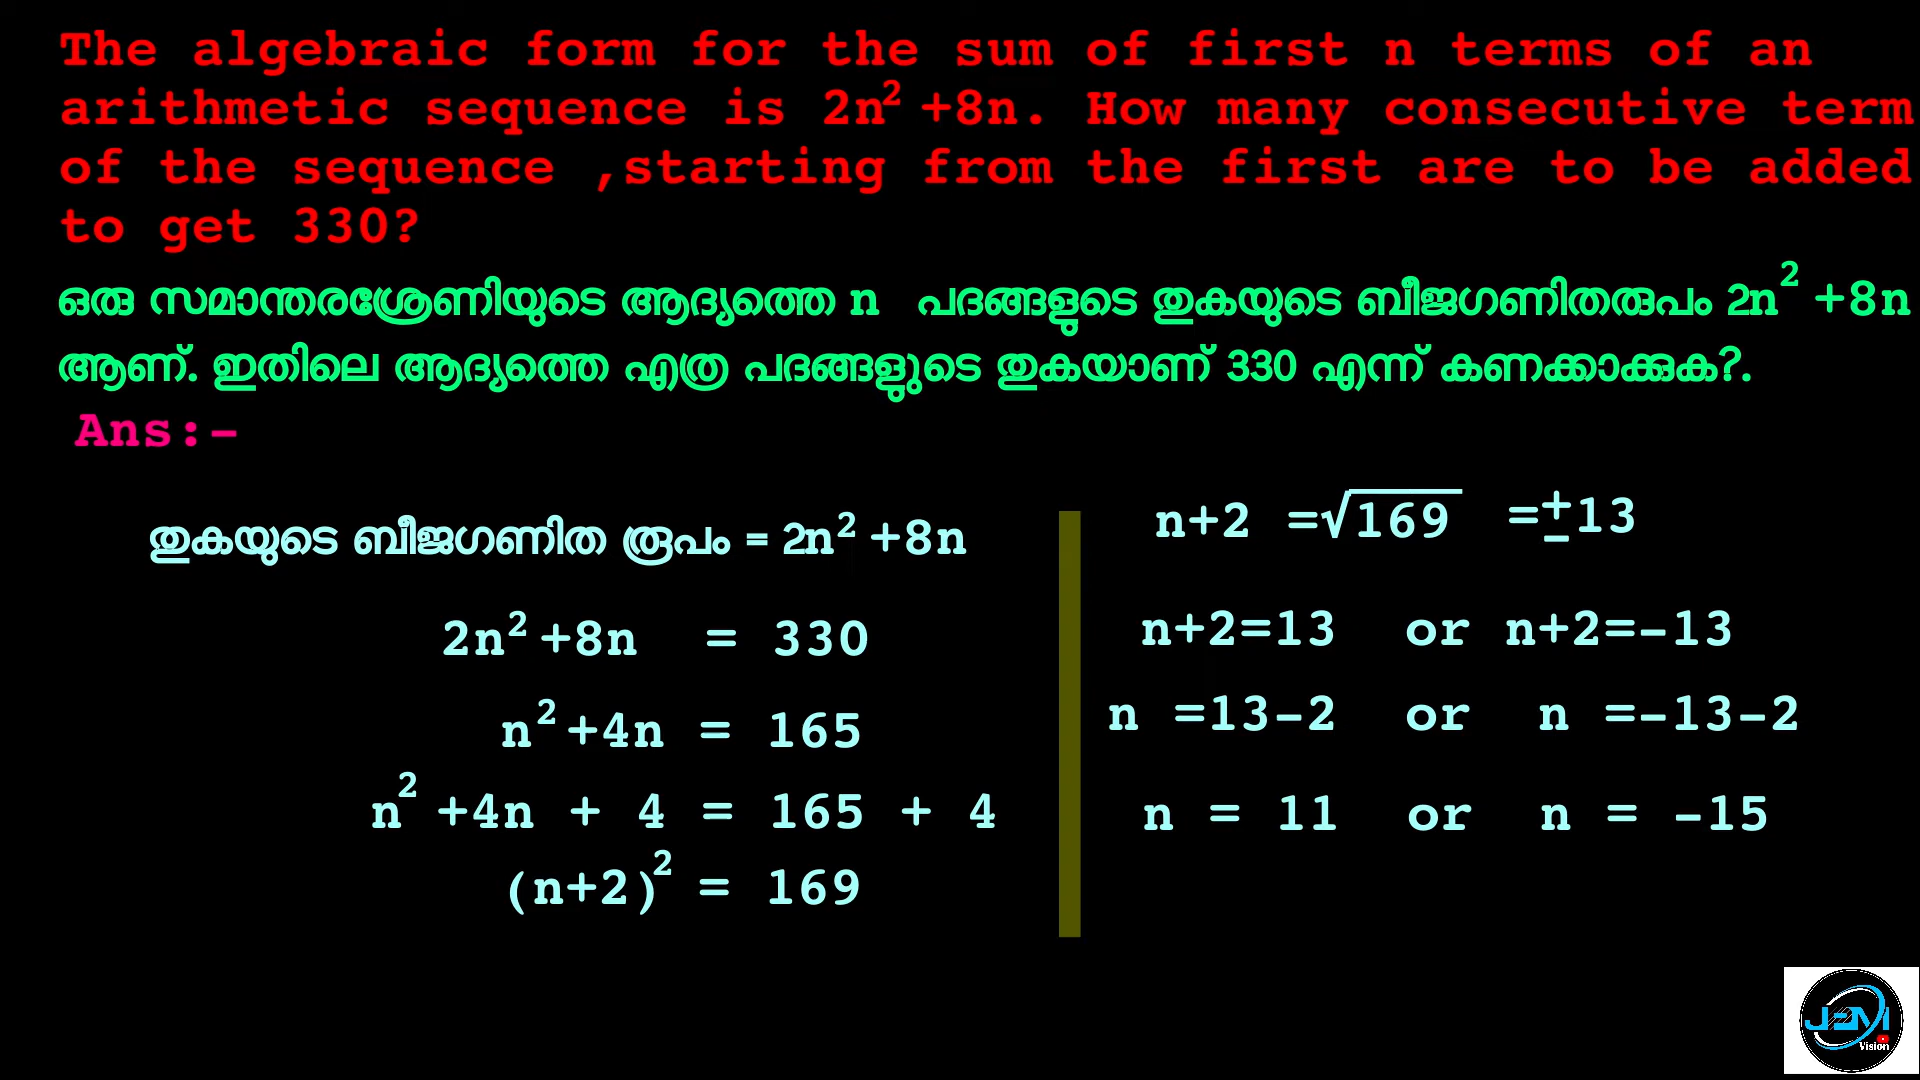 The algebraic form for the sum of first n terms of an
arithmetic sequence is 2n² +8n. How many consecutive term
of the sequence ,starting from the first are to be added
to get 330?
ഒരു സമാന്തരശ്രേണിയുടെ ആദ്യത്തെ n പദങ്ങളുടെ തുകയുടെ ബീജഗണിതരുപം 2n² +8n
ആണ്. ഇതിലെ ആദ്യത്തെ എത്ര പദങ്ങളുടെ തുകയാണ് 330 എന്ന് കണക്കാക്കുക?.
Ans:-
തുകയുടെ ബീജഗണിത രൂപം = 2n² +8n
2n² +8n = 330
n² +4n = 165
n² +4n + 4 = 165 + 4
(n+2)² = 169
n+2 =√169 =±13
n+2=13 or n+2=-13
n =13-2 or n =-13-2
n = 11 or n = -15
JEM
Vision